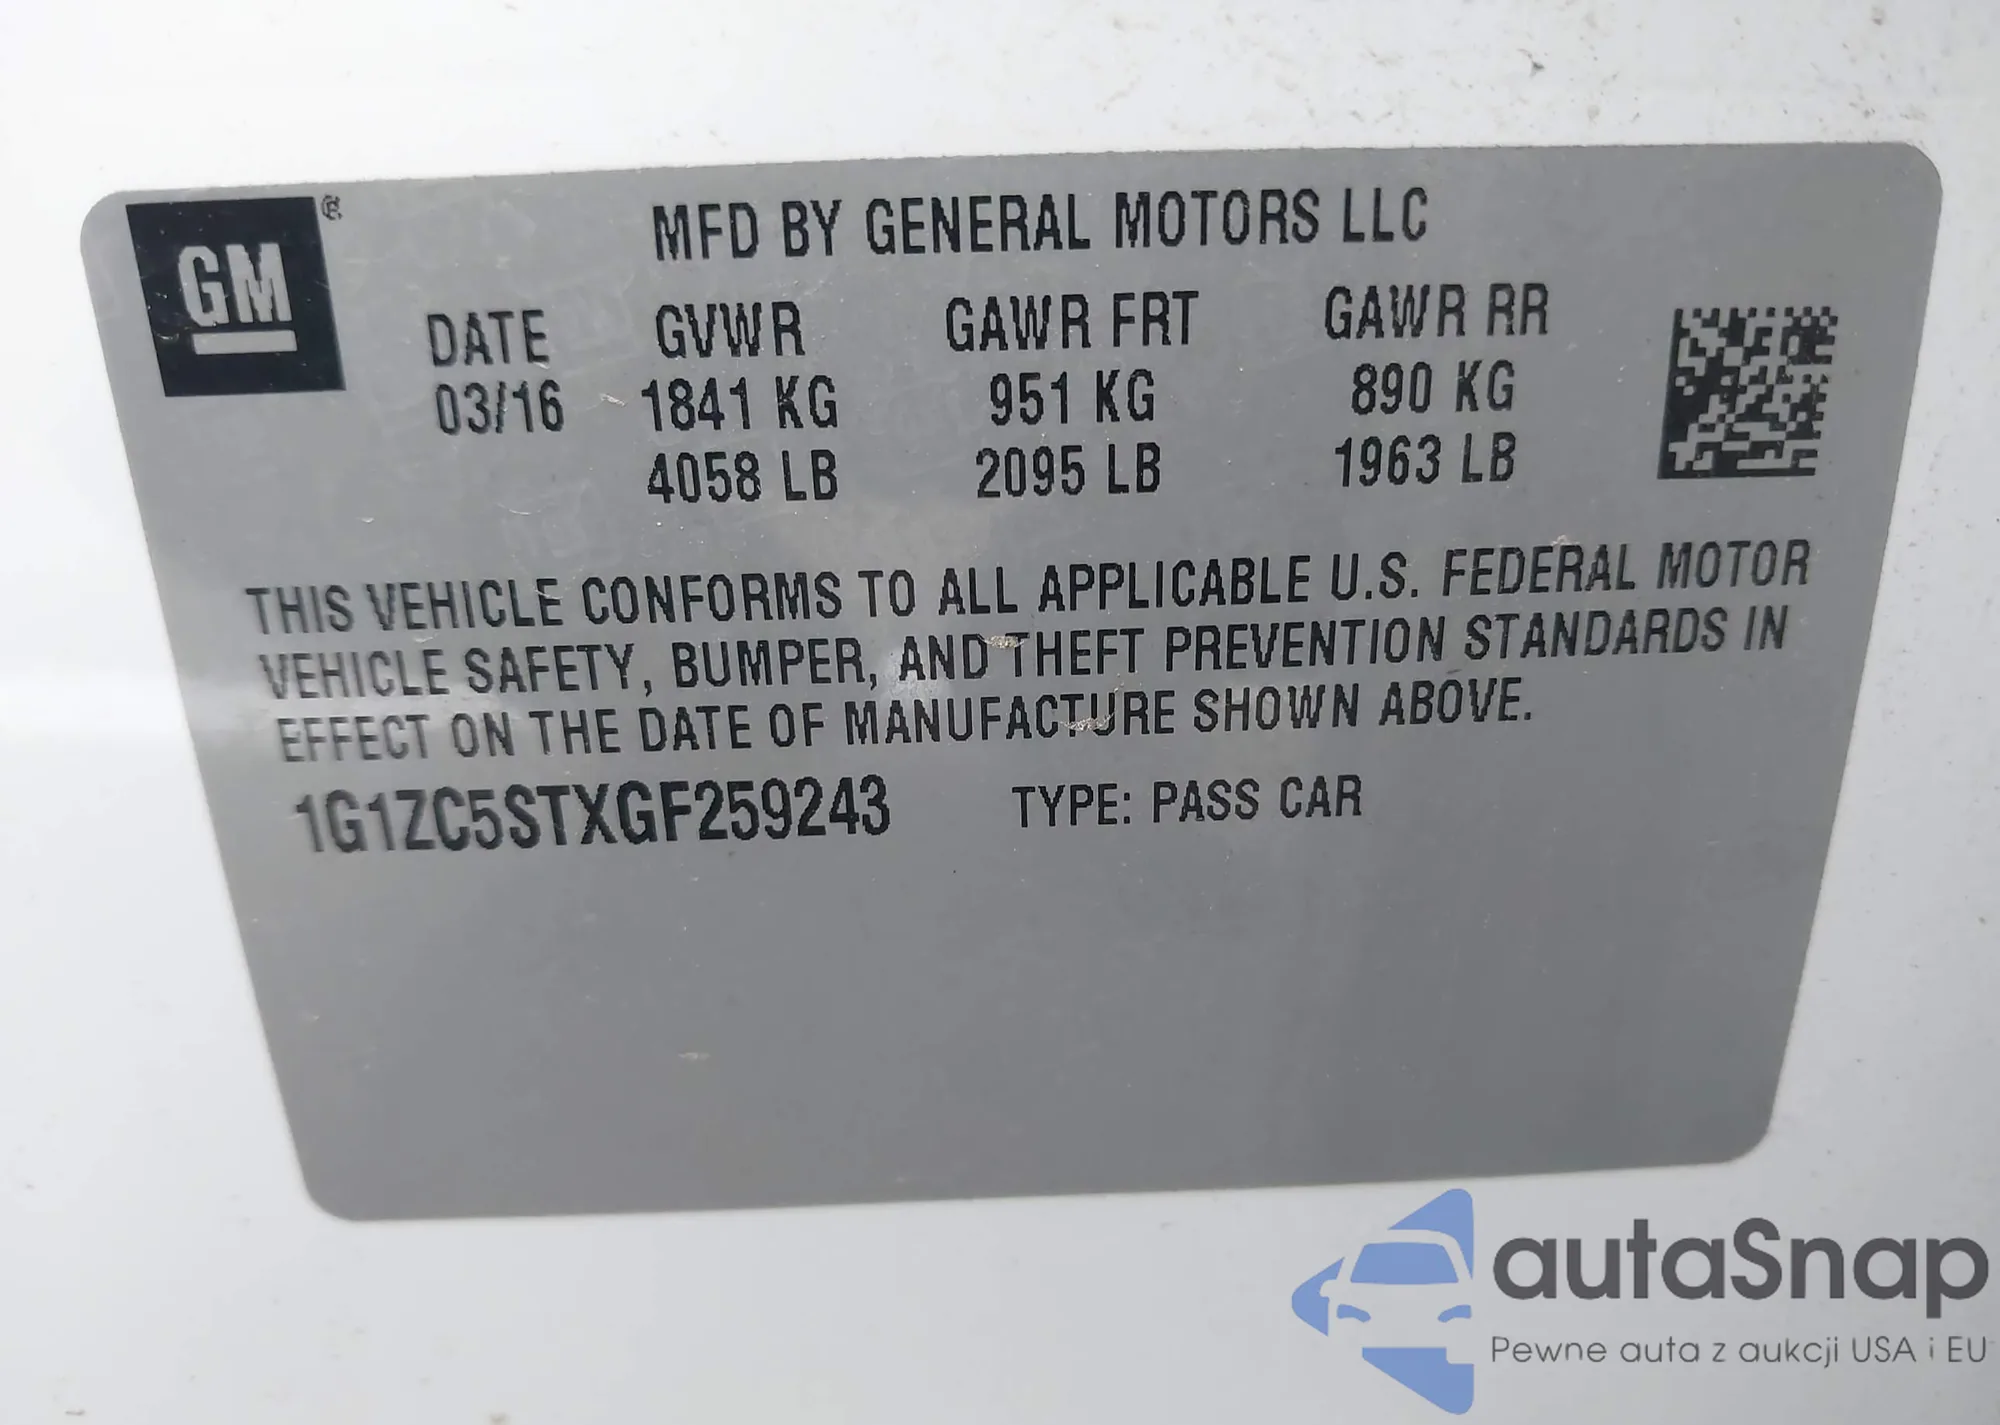 GM
MFD BY GENERAL MOTORS LLC
DATE GVWR GAWR FRT GAWR RR
03/16 1841 KG 951 KG 890 KG
4058 LB 2095 LB 1963 LB
THIS VEHICLE CONFORMS TO ALL APPLICABLE U.S. FEDERAL MOTOR
VEHICLE SAFETY, BUMPER, AND THEFT PREVENTION STANDARDS IN
EFFECT ON THE DATE OF MANUFACTURE SHOWN ABOVE.
1G1ZC5STXGF259243 TYPE: PASS CAR
autaSnap
Pewne auta z aukcji USA i EU